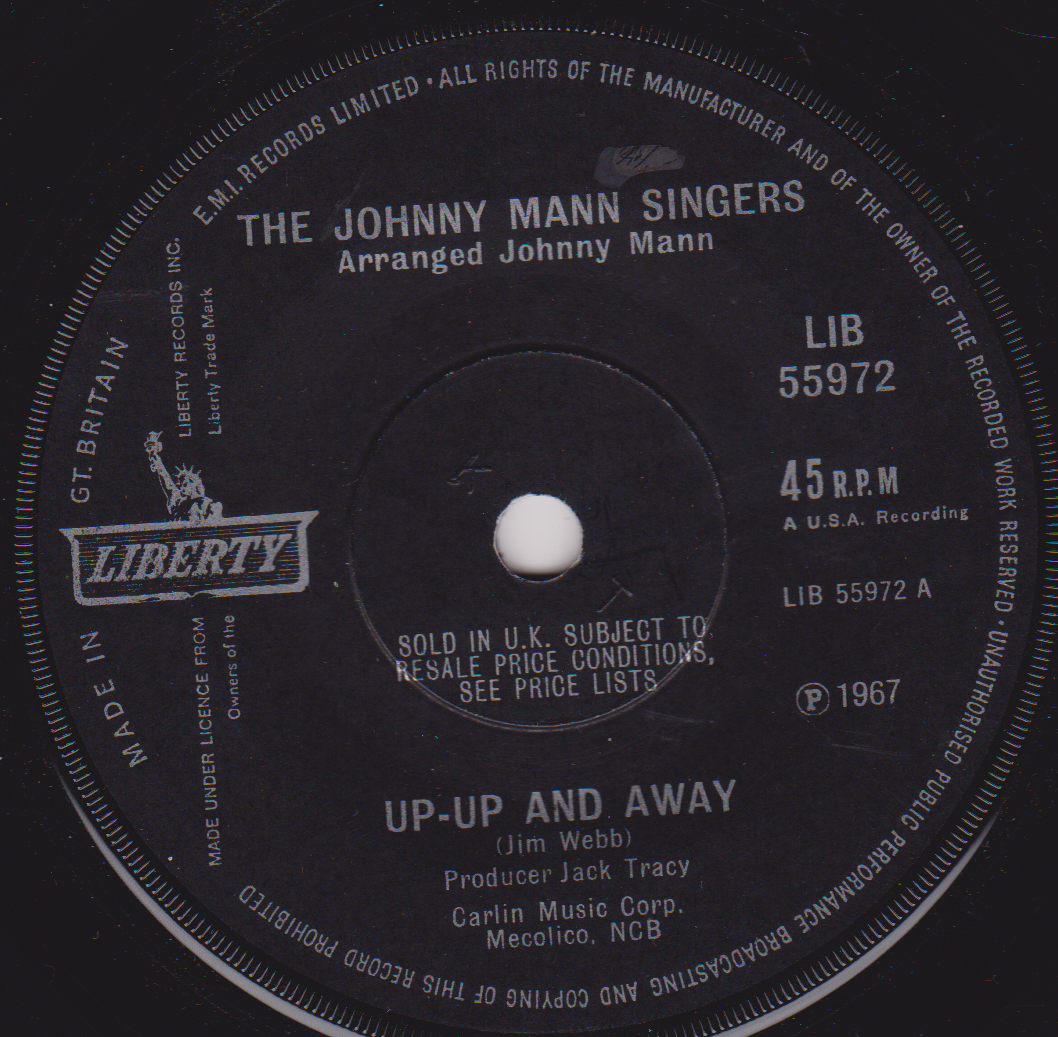 E.M.I. RECORDS LIMITED · ALL RIGHTS OF THE MANUFACTURER AND OF THE OWNER OF THE RECORDED WORK RESERVED · UNAUTHORISED PUBLIC PERFORMANCE BROADCASTING AND COPYING OF THIS RECORD PROHIBITED
THE JOHNNY MANN SINGERS
Arranged Johnny Mann
LIB
55972
45 R.P.M
A U.S.A. Recording
LIB 55972 A
Ⓟ 1967
MADE IN GT. BRITAIN
LIBERTY RECORDS INC.
Liberty Trade Mark
LIBERTY
MADE UNDER LICENCE FROM
Owners of the
SOLD IN U.K. SUBJECT TO
RESALE PRICE CONDITIONS,
SEE PRICE LISTS
UP-UP AND AWAY
(Jim Webb)
Producer Jack Tracy
Carlin Music Corp.
Mecolico, NCB